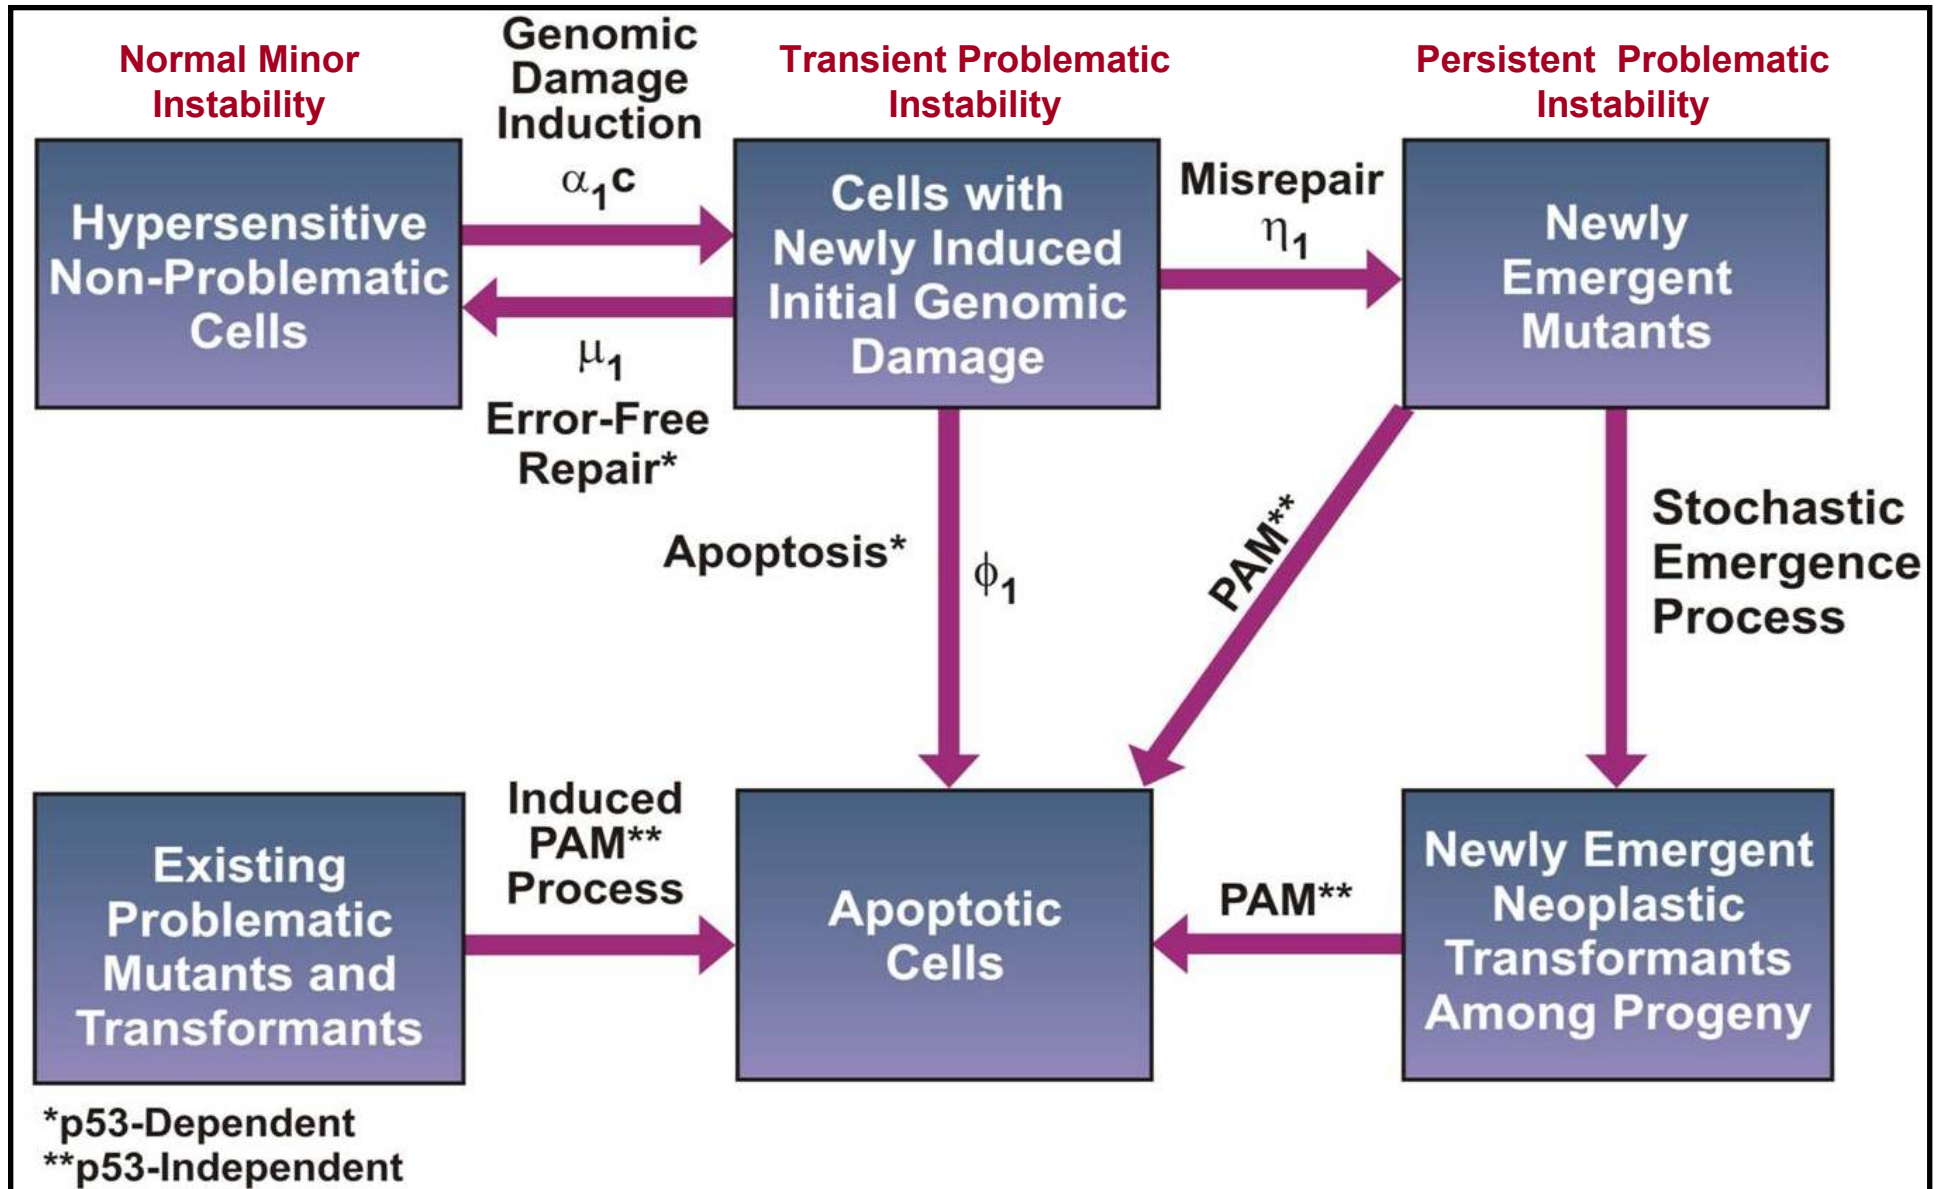 Normal Minor
Instability
Genomic
Damage
Induction
α₁c
Transient Problematic
Instability
Persistent Problematic
Instability
Hypersensitive
Non-Problematic
Cells
μ₁
Error-Free
Repair*
Cells with
Newly Induced
Initial Genomic
Damage
Misrepair
η₁
Newly
Emergent
Mutants
Apoptosis*
ϕ₁
PAM**
Stochastic
Emergence
Process
Existing
Problematic
Mutants and
Transformants
Induced
PAM**
Process
Apoptotic
Cells
PAM**
Newly Emergent
Neoplastic
Transformants
Among Progeny
*p53-Dependent
**p53-Independent